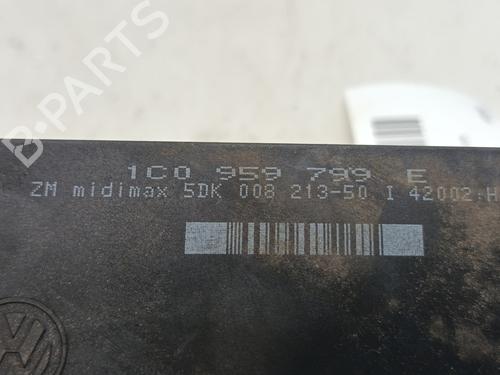 B-PARTS
1C0 959 799 E
ZM midimax 5DK 008 213-50 I 42002:H